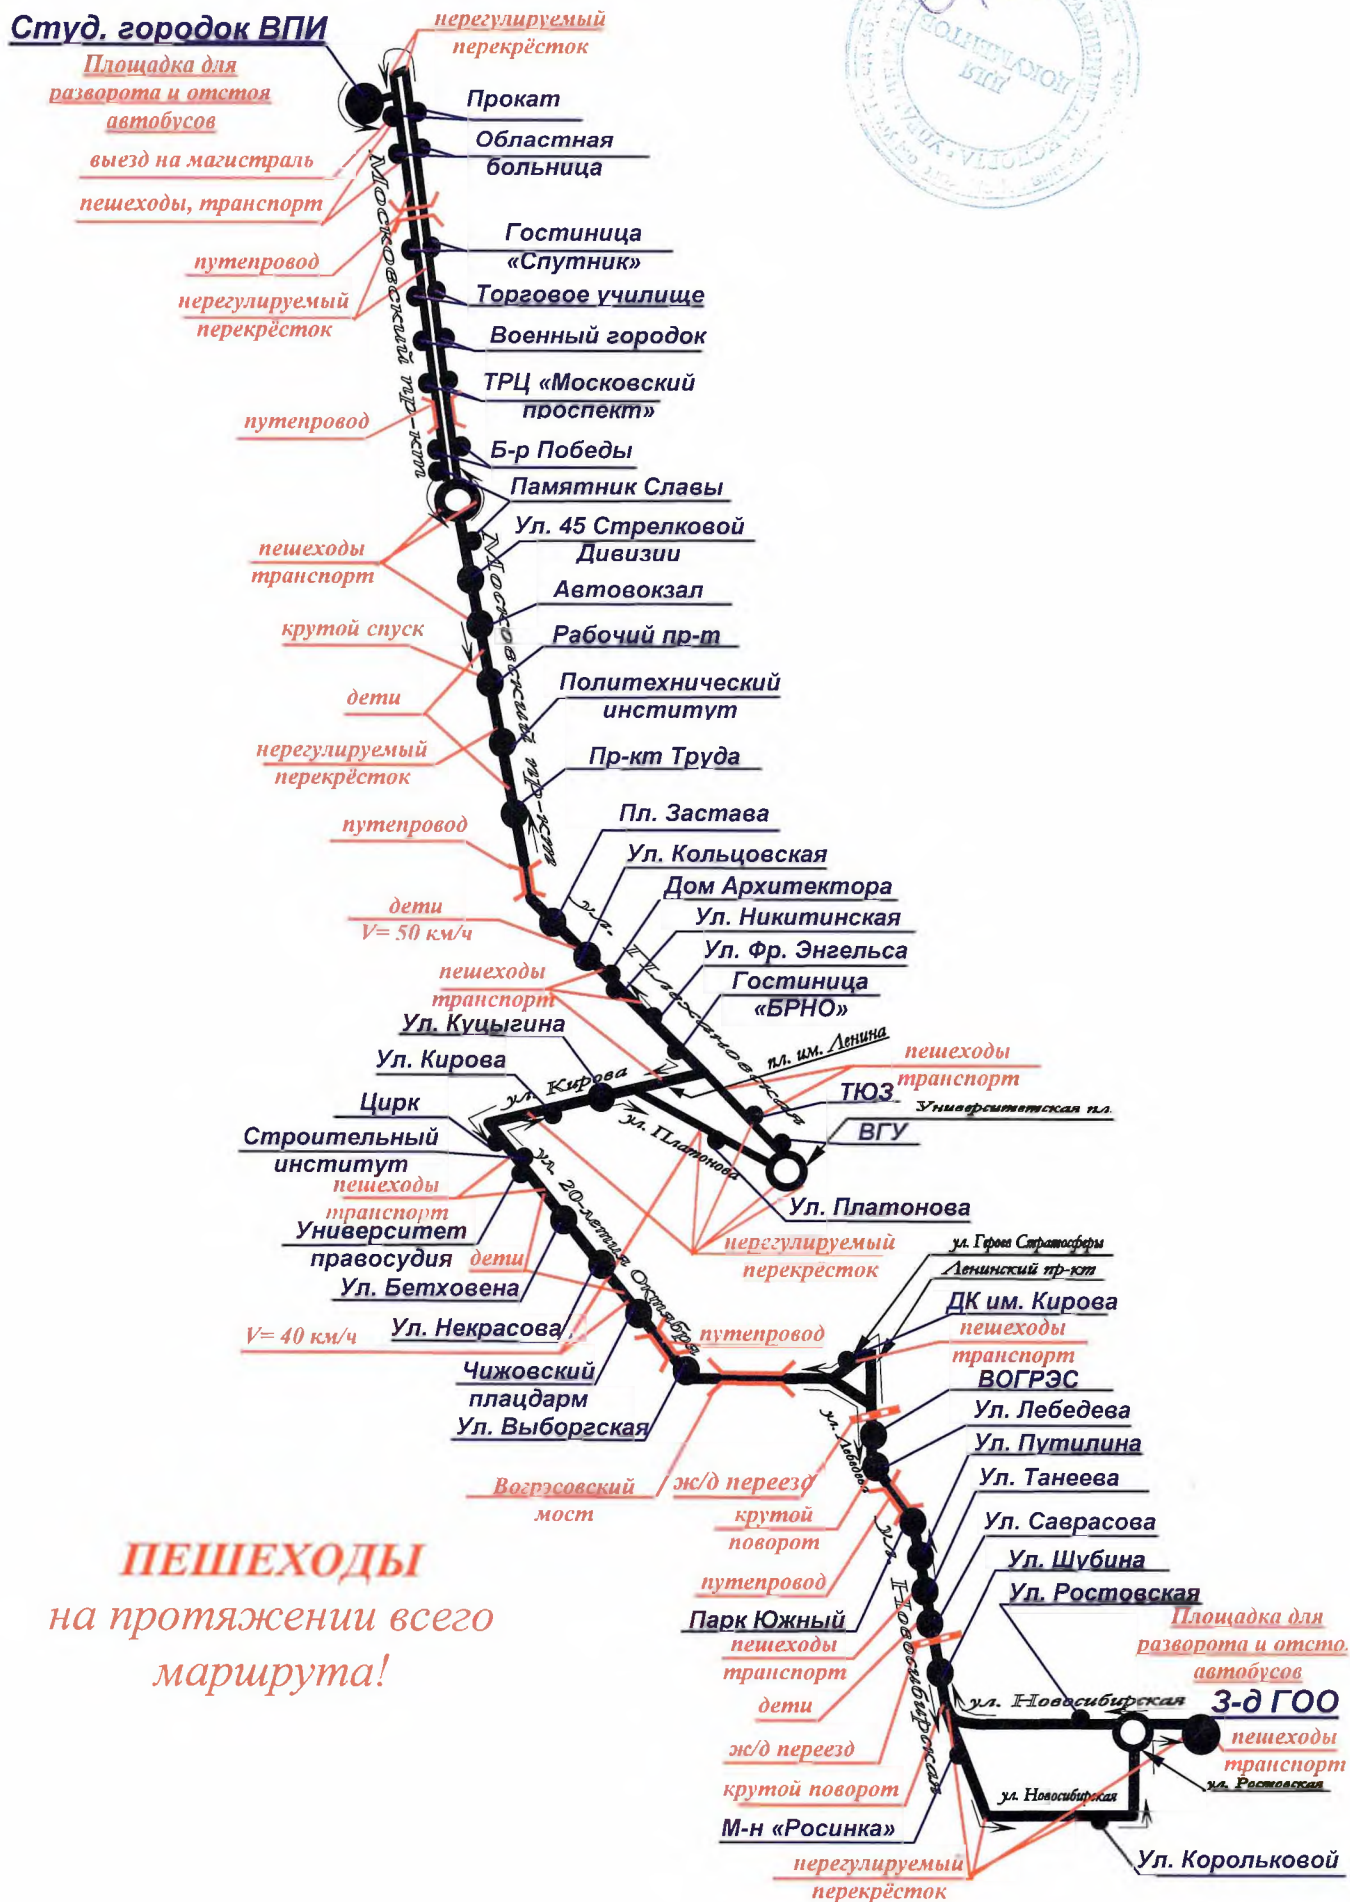 Студ. городок ВПИ
нерегулируемый
перекрёсток
Площадка для
разворота и отстоя
автобусов
Прокат
Областная
больница
выезд на магистраль
пешеходы, транспорт
Московский пр-кт
Гостиница
«Спутник»
путепровод
Торговое училище
нерегулируемый
перекрёсток
Военный городок
ТРЦ «Московский
проспект»
путепровод
Б-р Победы
Памятник Славы
Ул. 45 Стрелковой
Дивизии
пешеходы
транспорт
Московский пр-кт
Автовокзал
крутой спуск
Рабочий пр-т
Политехнический
институт
дети
нерегулируемый
перекрёсток
Пр-кт Труда
Пл. Застава
путепровод
Ул. Кольцовская
Дом Архитектора
дети
V= 50 км/ч
ул. Плехановская
Ул. Никитинская
Ул. Фр. Энгельса
пешеходы
транспорт
Гостиница
«БРНО»
Ул. Куцыгина
пл. им. Ленина
пешеходы
транспорт
Ул. Кирова
ул. Кирова
ТЮЗ
Университетская пл.
Цирк
ул. Платонова
ВГУ
Строительный
институт
пешеходы
транспорт
ул. 20-летия Октября
Ул. Платонова
Университет
правосудия
дети
нерегулируемый
перекресток
ул. Героев Стратосферы
Ленинский пр-кт
Ул. Бетховена
ДК им. Кирова
V= 40 км/ч
Ул. Некрасова
путепровод
пешеходы
транспорт
Чижовский
плацдарм
ВОГРЭС
Ул. Выборгская
ул. Лебедева
Ул. Лебедева
Ул. Путилина
Вогрэсовский
мост
ж/д переезд
Ул. Танеева
крутой
поворот
Ул. Саврасова
ПЕШЕХОДЫ
на протяжении всего
маршрута!
путепровод
ул. Новосибирская
Ул. Шубина
Ул. Ростовская
Парк Южный
пешеходы
транспорт
Площадка для
разворота и отсто.
автобусов
дети
ул. Новосибирская
З-д ГОО
ж/д переезд
пешеходы
транспорт
крутой поворот
ул. Новосибирская
ул. Ростовская
М-н «Росинка»
нерегулируемый
перекрёсток
Ул. Корольковой
ДЛЯ
ДОКУМЕНТОВ